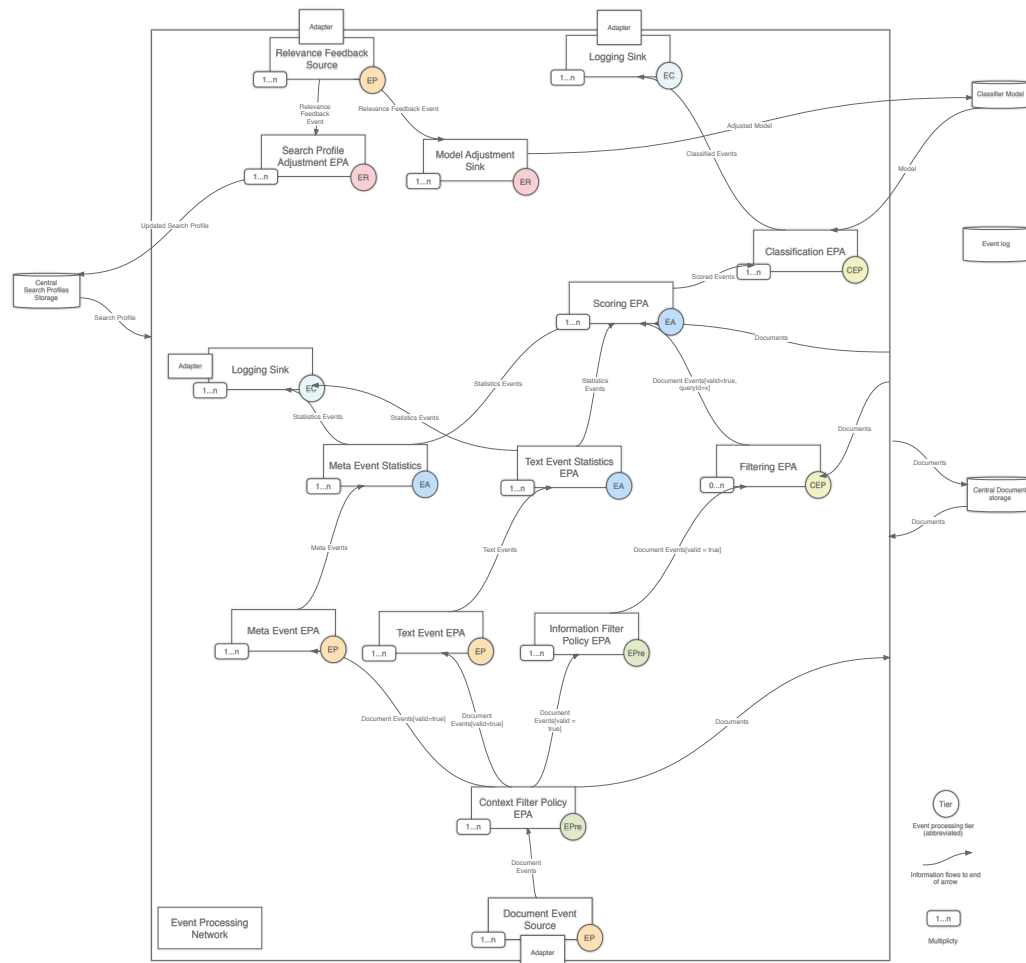 Adapter
Relevance Feedback
Source
1...n
EP
Adapter
Logging Sink
1...n
EC
Classifier Model
Relevance
Feedback
Event
Relevance Feedback Event
Adjusted Model
Search Profile
Adjustment EPA
1...n
ER
Model Adjustment
Sink
1...n
ER
Classified Events
Model
Updated Search Profile
Classification EPA
1...n
CEP
Event log
Central
Search Profiles
Storage
Scored Events
Scoring EPA
1...n
EA
Search Profile
Documents
Adapter
Logging Sink
1...n
EC
Statistics Events
Statistics
Events
Document Events[valid=true,
queryId=x]
Statistics Events
Statistics Events
Documents
Meta Event Statistics
1...n
EA
Text Event Statistics
EPA
1...n
EA
Filtering EPA
0...n
CEP
Documents
Central Document
storage
Documents
Meta Events
Text Events
Document Events[valid = true]
Meta Event EPA
1...n
EP
Text Event EPA
1...n
EP
Information Filter
Policy EPA
1...n
EPre
Document Events[valid=true]
Document
Events[valid=true]
Document
Events[valid =
true]
Documents
Context Filter Policy
EPA
1...n
EPre
Tier
Event processing tier
(abbreviated)
Document
Events
Information flows to end
of arrow
Event Processing
Network
Document Event
Source
1...n
EP
Adapter
1...n
Multiplicty